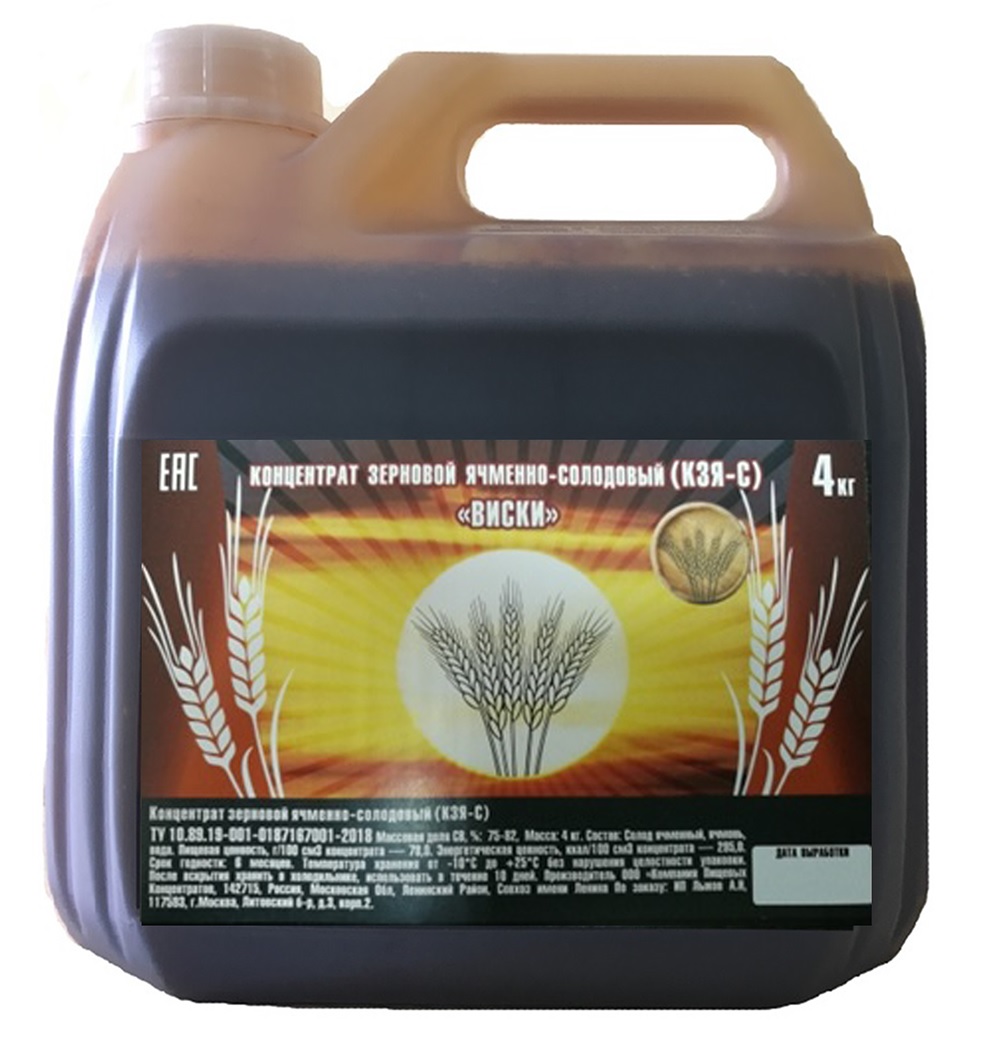 ЕАС
КОНЦЕНТРАТ ЗЕРНОВОЙ ЯЧМЕННО-СОЛОДОВЫЙ (КЗЯ-С)
4 КГ
«ВИСКИ»
Концентрат зерновой ячменно-солодовый (КЗЯ-С)
ТУ 10.89.19-001-0187167001-2018 Массовая доля СВ, %: 75-82, Масса: 4 кг. Состав: Солод ячменный, ячмень,
вода. Пищевая ценность, г/100 см3 концентрата — 79,0. Энергетическая ценность, ккал/100 см3 концентрата — 295,0.
Срок годности: 6 месяцев. Температура хранения от -10°С до +25°С без нарушения целостности упаковки.
После вскрытия хранить в холодильнике, использовать в течение 10 дней. Производитель ООО «Компания Пищевых
Концентратов, 142715, Россия, Московская Обл, Ленинский Район, Совхоз имени Ленина По заказу: ИП Лымов А.Я,
117593, г.Москва, Литовский б-р, д.3, корп.2.
ДАТА ВЫРАБОТКИ